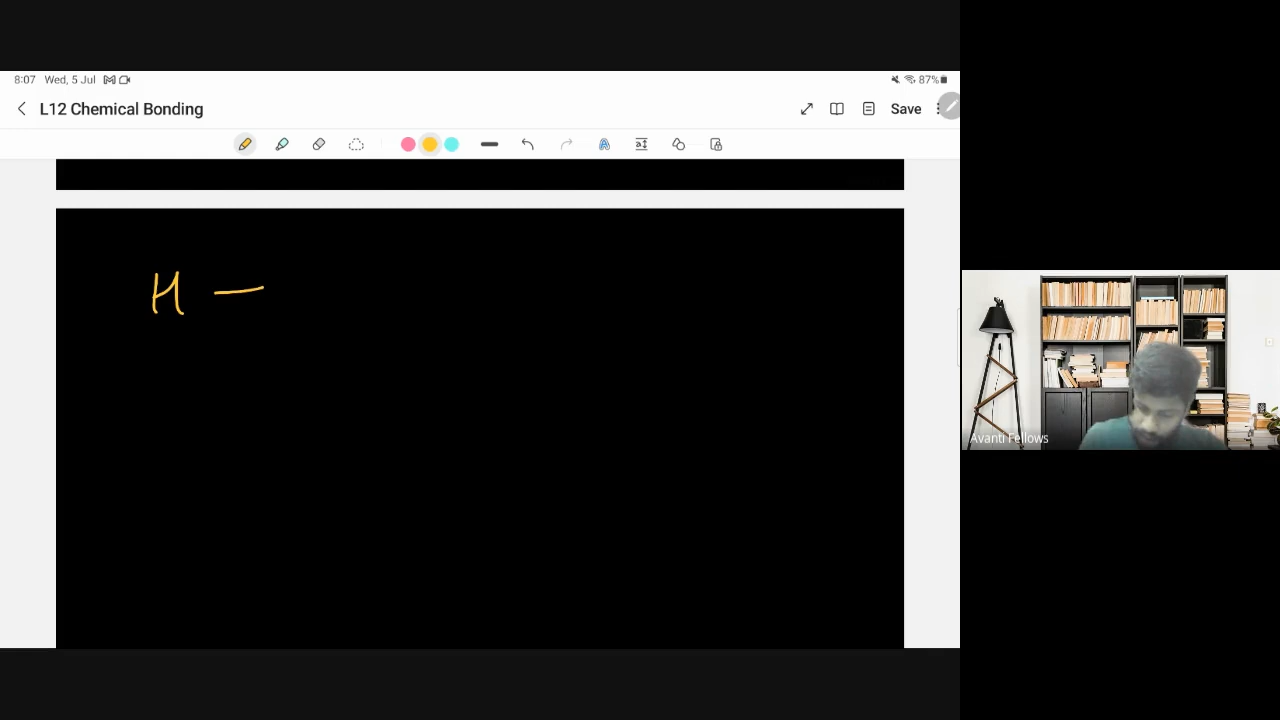 8:07 Wed, 5 Jul 87%
L12 Chemical Bonding Save
H —
Avanti Fellows